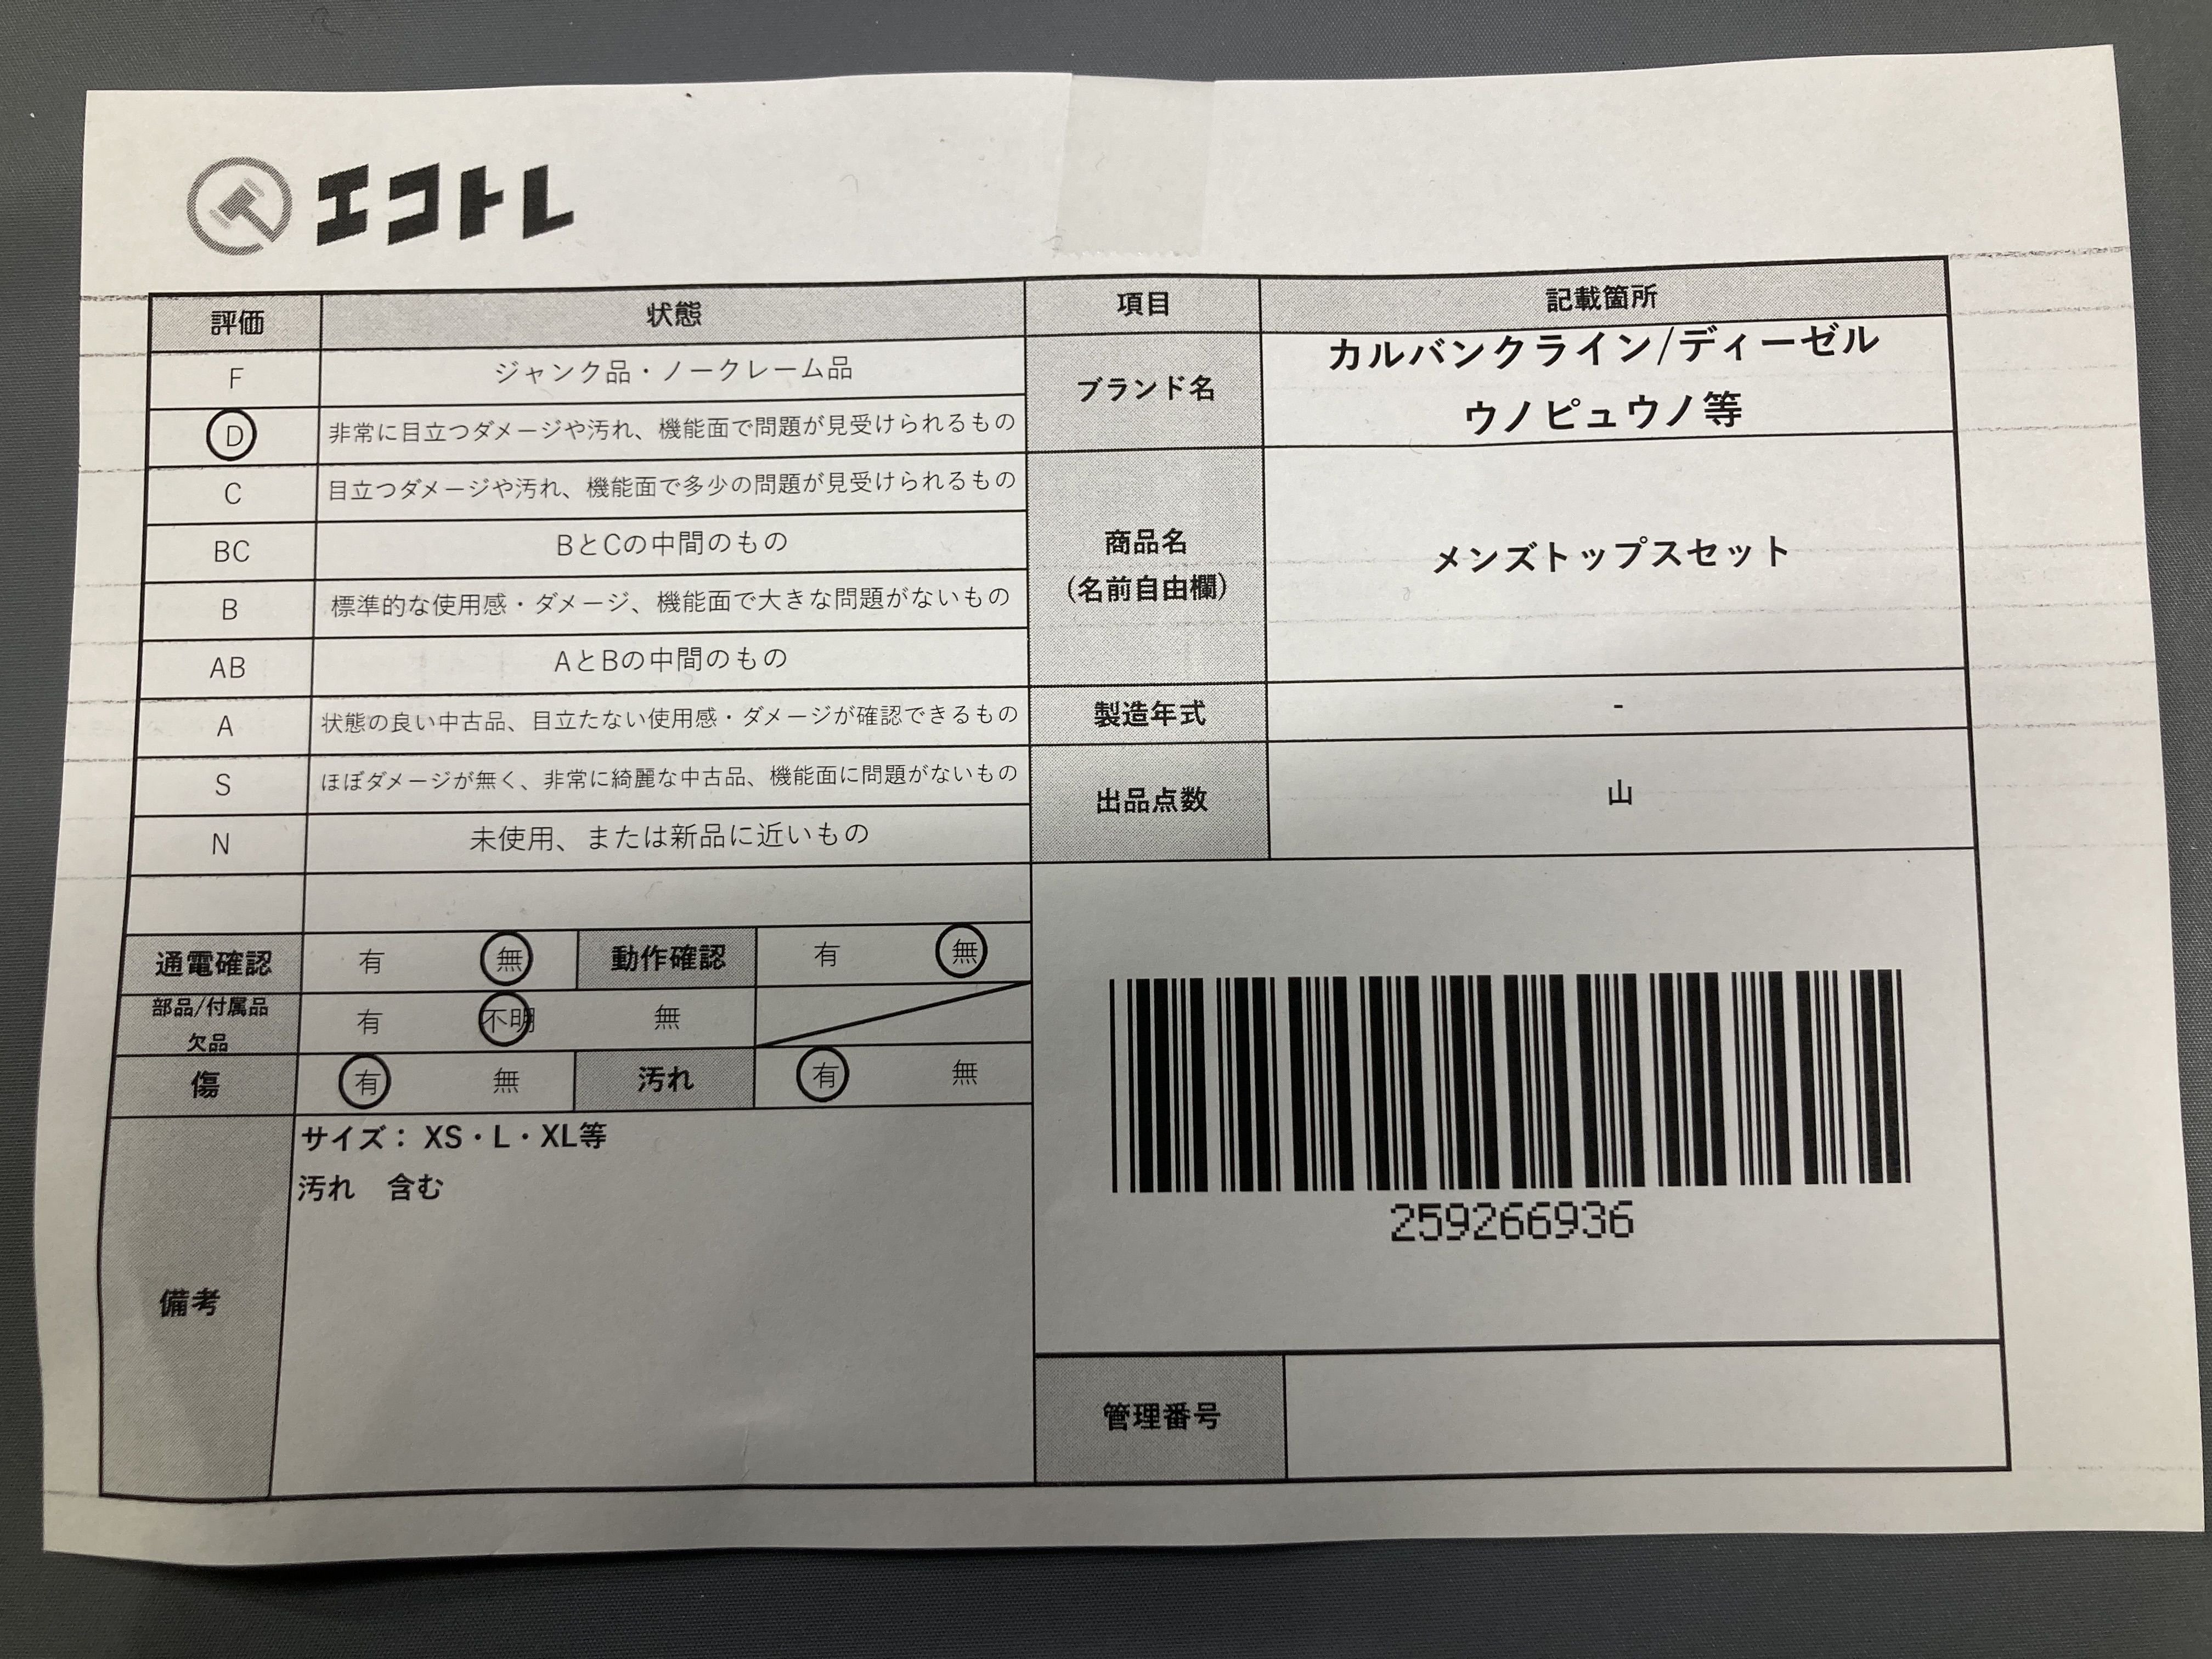 エコトレ
評価 状態 項目 記載箇所
F ジャンク品・ノークレーム品
D 非常に目立つダメージや汚れ、機能面で問題が見受けられるもの
C 目立つダメージや汚れ、機能面で多少の問題が見受けられるもの
BC BとCの中間のもの
B 標準的な使用感・ダメージ、機能面で大きな問題がないもの
AB AとBの中間のもの
A 状態の良い中古品、目立たない使用感・ダメージが確認できるもの
S ほぼダメージが無く、非常に綺麗な中古品、機能面に問題がないもの
N 未使用、または新品に近いもの
ブランド名
カルバンクライン/ディーゼル
ウノピュウノ等
商品名
(名前自由欄)
メンズトップスセット
製造年式 -
出品点数 山
通電確認 有 無 動作確認 有 無
部品/付属品
欠品
有 不明 無
傷 有 無 汚れ 有 無
備考
サイズ： XS・L・XL等
汚れ　含む
259266936
管理番号